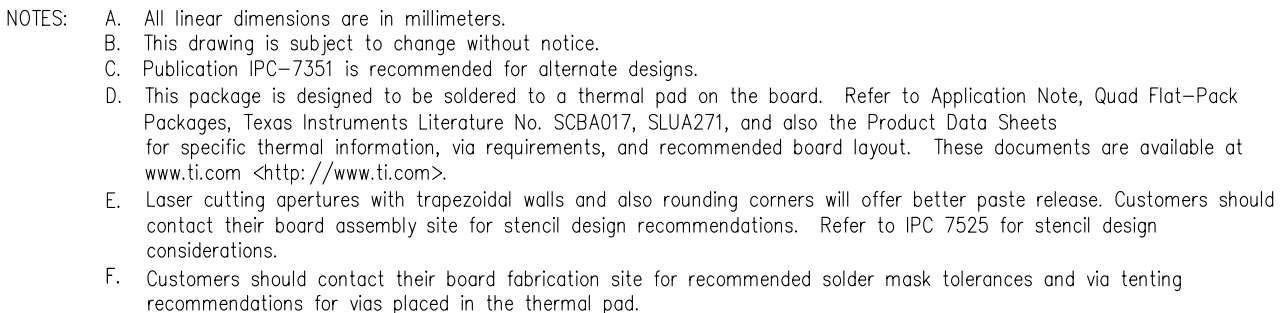 NOTES: A. All linear dimensions are in millimeters.
B. This drawing is subject to change without notice.
C. Publication IPC-7351 is recommended for alternate designs.
D. This package is designed to be soldered to a thermal pad on the board. Refer to Application Note, Quad Flat-Pack
Packages, Texas Instruments Literature No. SCBA017, SLUA271, and also the Product Data Sheets
for specific thermal information, via requirements, and recommended board layout. These documents are available at
www.ti.com <http://www.ti.com>.
E. Laser cutting apertures with trapezoidal walls and also rounding corners will offer better paste release. Customers should
contact their board assembly site for stencil design recommendations. Refer to IPC 7525 for stencil design
considerations.
F. Customers should contact their board fabrication site for recommended solder mask tolerances and via tenting
recommendations for vias placed in the thermal pad.